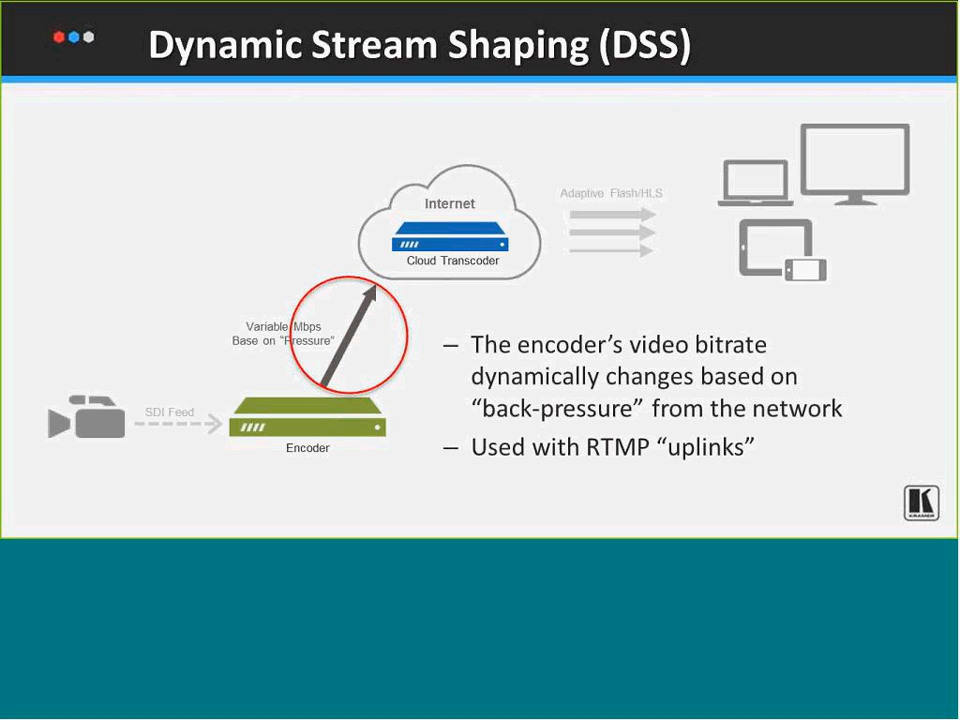 Dynamic Stream Shaping (DSS)
Adaptive Flash/HLS
Internet
Cloud Transcoder
Variable Mbps
Base on “Pressure”
SDI Feed
Encoder
– The encoder’s video bitrate
dynamically changes based on
“back-pressure” from the network
– Used with RTMP “uplinks”
K
KRAMER